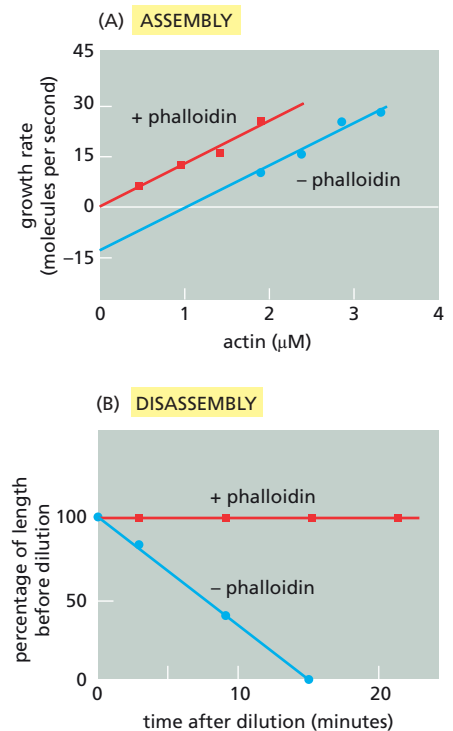 (A) ASSEMBLY
growth rate
(molecules per second)
45
30
15
0
–15
+ phalloidin
– phalloidin
0 1 2 3 4
actin (µM)
(B) DISASSEMBLY
percentage of length
before dilution
100
50
0
+ phalloidin
– phalloidin
0 10 20
time after dilution (minutes)